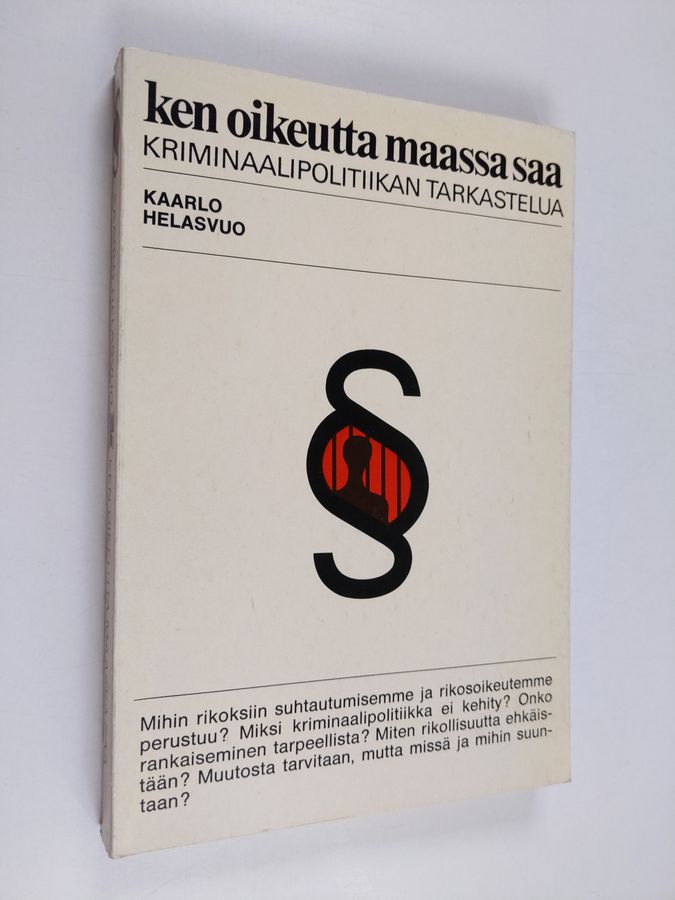 ken oikeutta maassa saa
KRIMINAALIPOLITIIKAN TARKASTELUA
KAARLO
HELASVUO
§
Mihin rikoksiin suhtautumisemme ja rikosoikeutemme
perustuu? Miksi kriminaalipolitiikka ei kehity? Onko
rankaiseminen tarpeellista? Miten rikollisuutta ehkäis-
tään? Muutosta tarvitaan, mutta missä ja mihin suun-
taan?